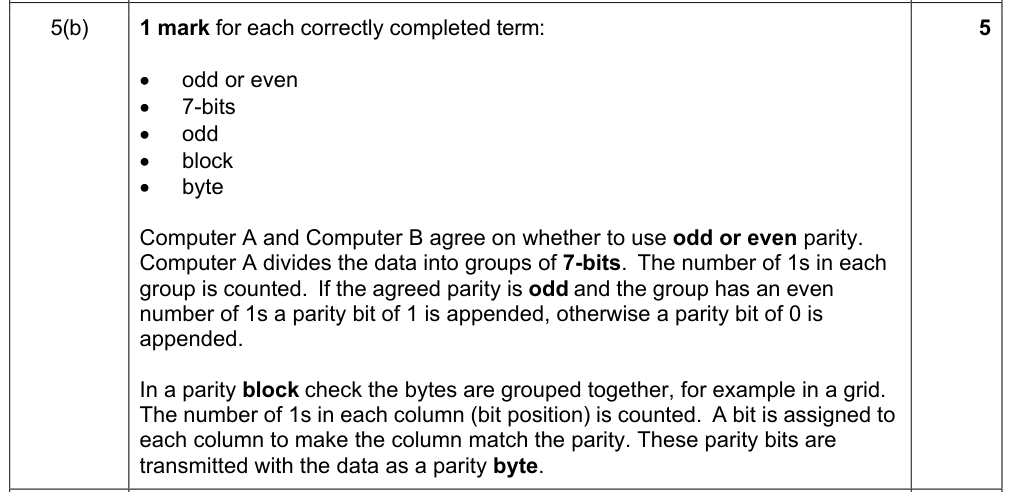 5(b) 1 mark for each correctly completed term: 5
• odd or even
• 7-bits
• odd
• block
• byte
Computer A and Computer B agree on whether to use odd or even parity.
Computer A divides the data into groups of 7-bits. The number of 1s in each
group is counted. If the agreed parity is odd and the group has an even
number of 1s a parity bit of 1 is appended, otherwise a parity bit of 0 is
appended.
In a parity block check the bytes are grouped together, for example in a grid.
The number of 1s in each column (bit position) is counted. A bit is assigned to
each column to make the column match the parity. These parity bits are
transmitted with the data as a parity byte.